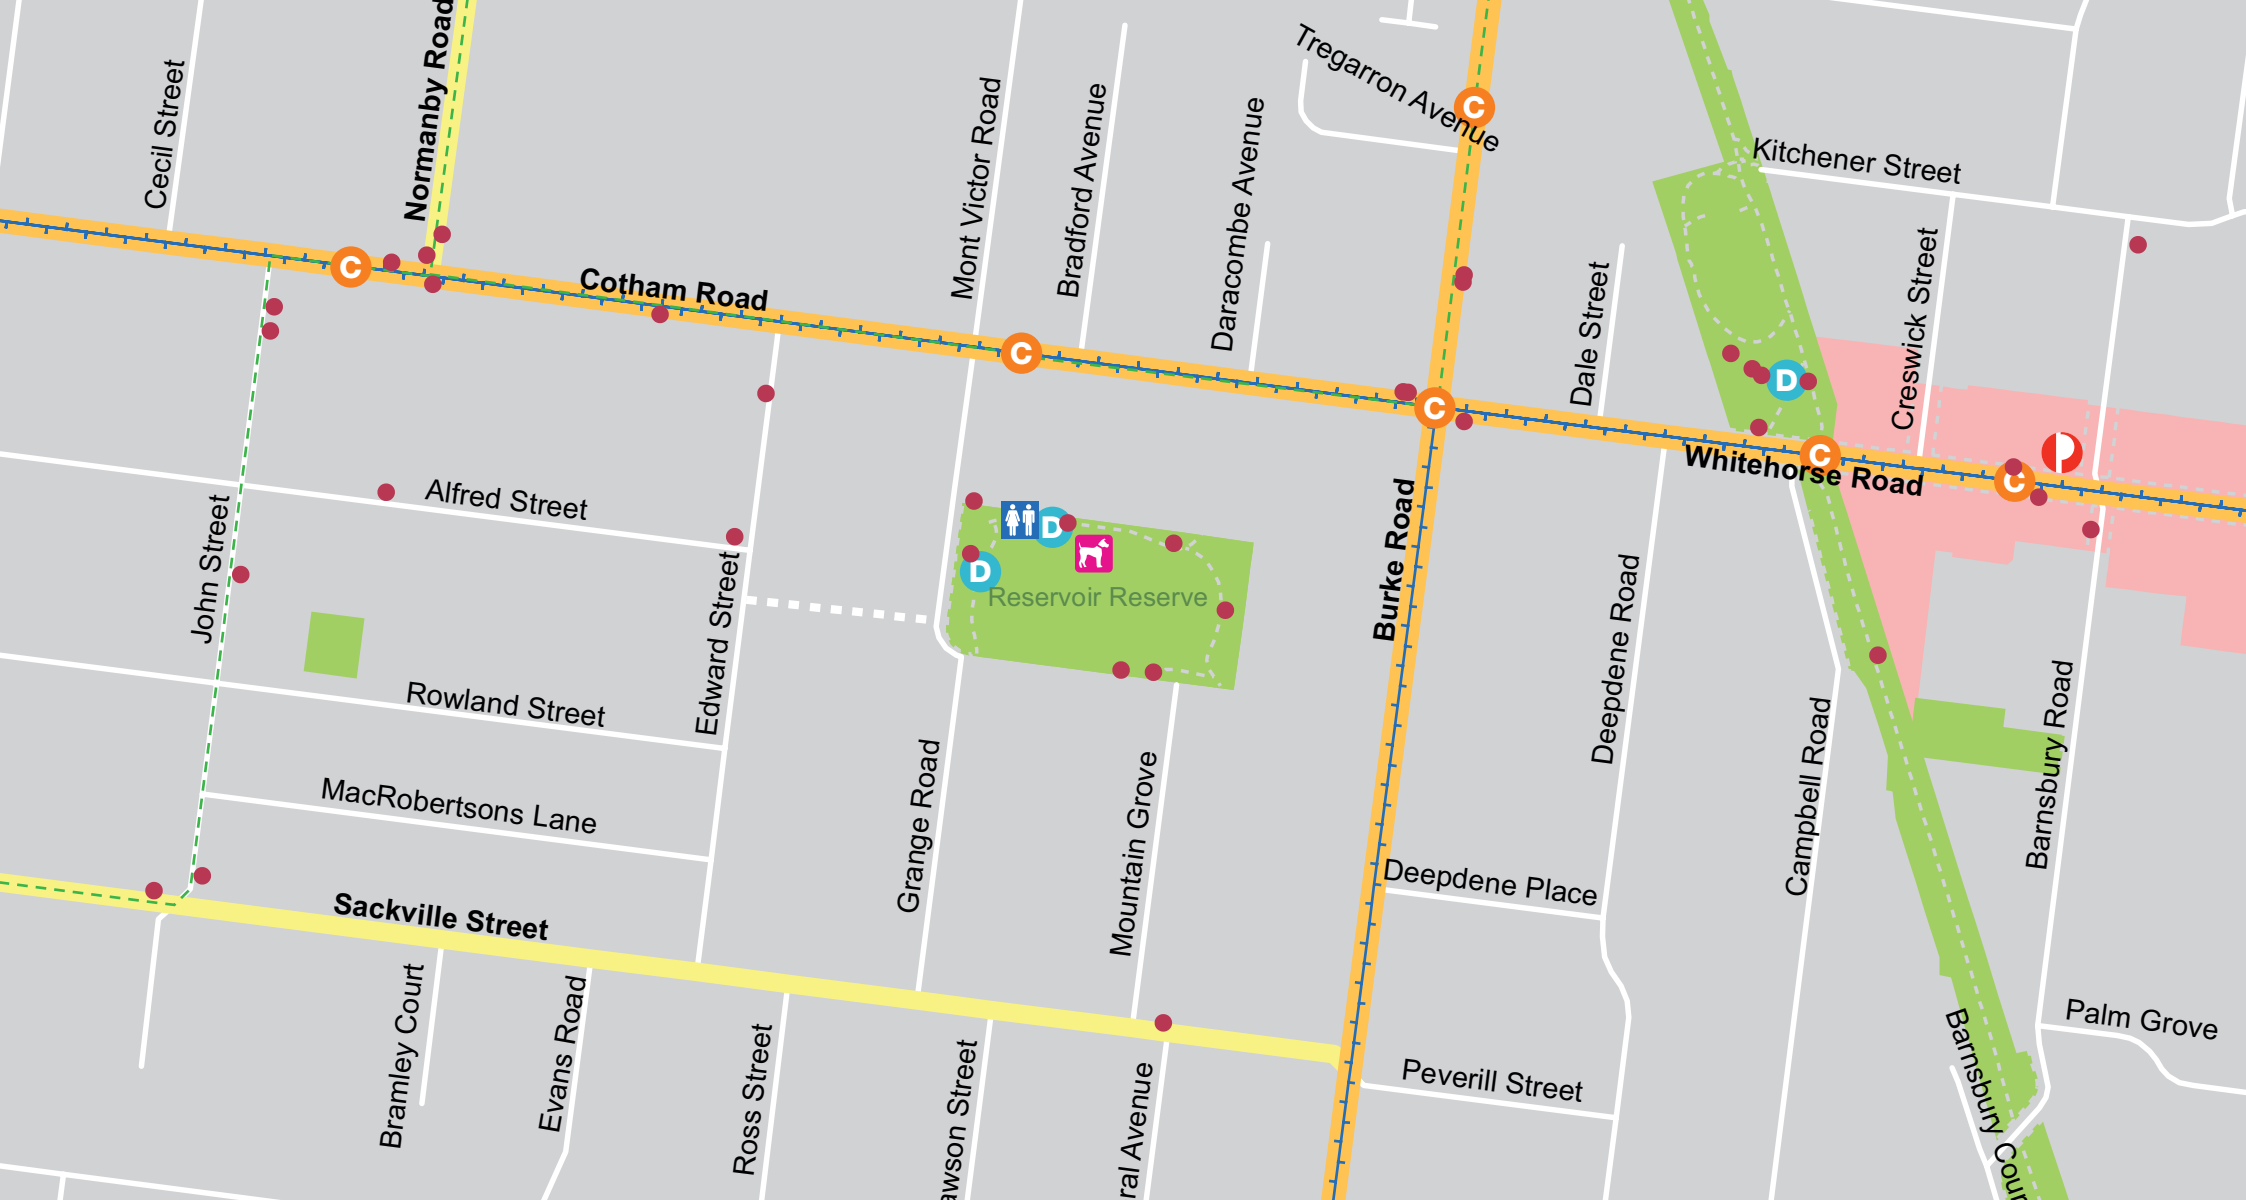 Cecil Street
Normanby Road
Mont Victor Road
Bradford Avenue
Daracombe Avenue
Tregarron Avenue
C
Kitchener Street
Creswick Street
Dale Street
C
Cotham Road
C
C
D
C
Whitehorse Road
C
P
Alfred Street
John Street
Edward Street
D
D
Reservoir Reserve
Burke Road
Deepdene Road
Rowland Street
MacRobertsons Lane
Grange Road
Mountain Grove
Campbell Road
Barnsbury Road
Deepdene Place
Sackville Street
Bramley Court
Evans Road
Ross Street
awson Street
ral Avenue
Peverill Street
Palm Grove
Barnsbury Cour